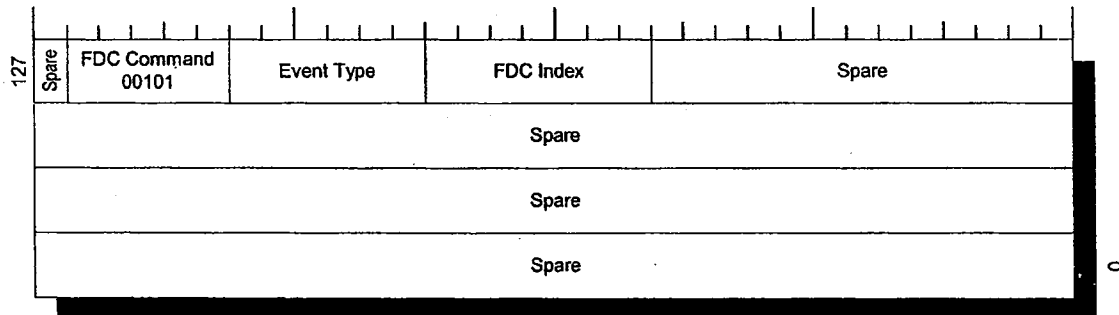 127
Spare
FDC Command
00101
Event Type
FDC Index
Spare
Spare
Spare
Spare
0